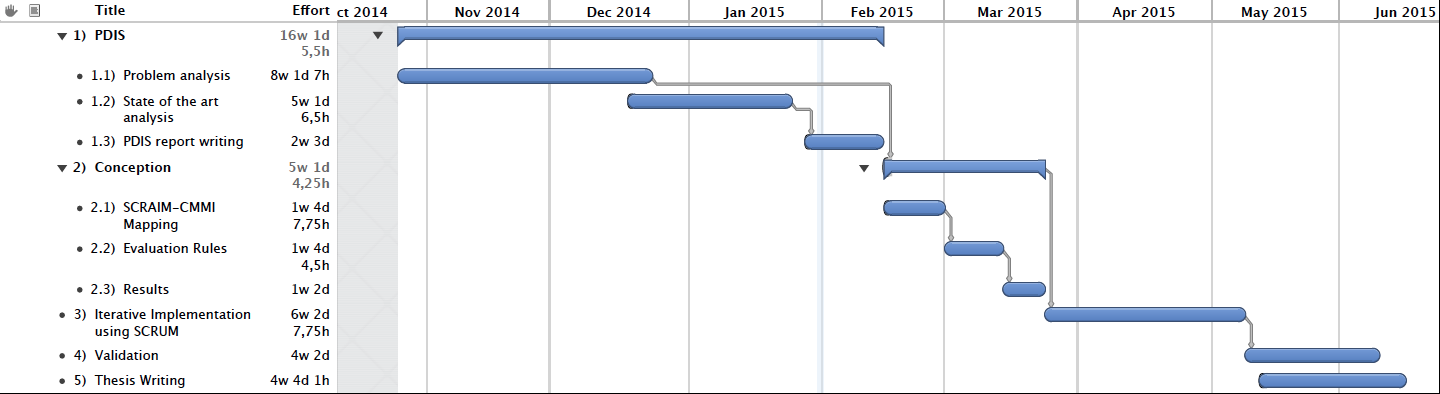 Title Effort ct 2014 Nov 2014 Dec 2014 Jan 2015 Feb 2015 Mar 2015 Apr 2015 May 2015 Jun 2015
1) PDIS 16w 1d
5,5h
1.1) Problem analysis 8w 1d 7h
1.2) State of the art 5w 1d
analysis 6,5h
1.3) PDIS report writing 2w 3d
2) Conception 5w 1d
4,25h
2.1) SCRAIM-CMMI 1w 4d
Mapping 7,75h
2.2) Evaluation Rules 1w 4d
4,5h
2.3) Results 1w 2d
3) Iterative Implementation 6w 2d
using SCRUM 7,75h
4) Validation 4w 2d
5) Thesis Writing 4w 4d 1h